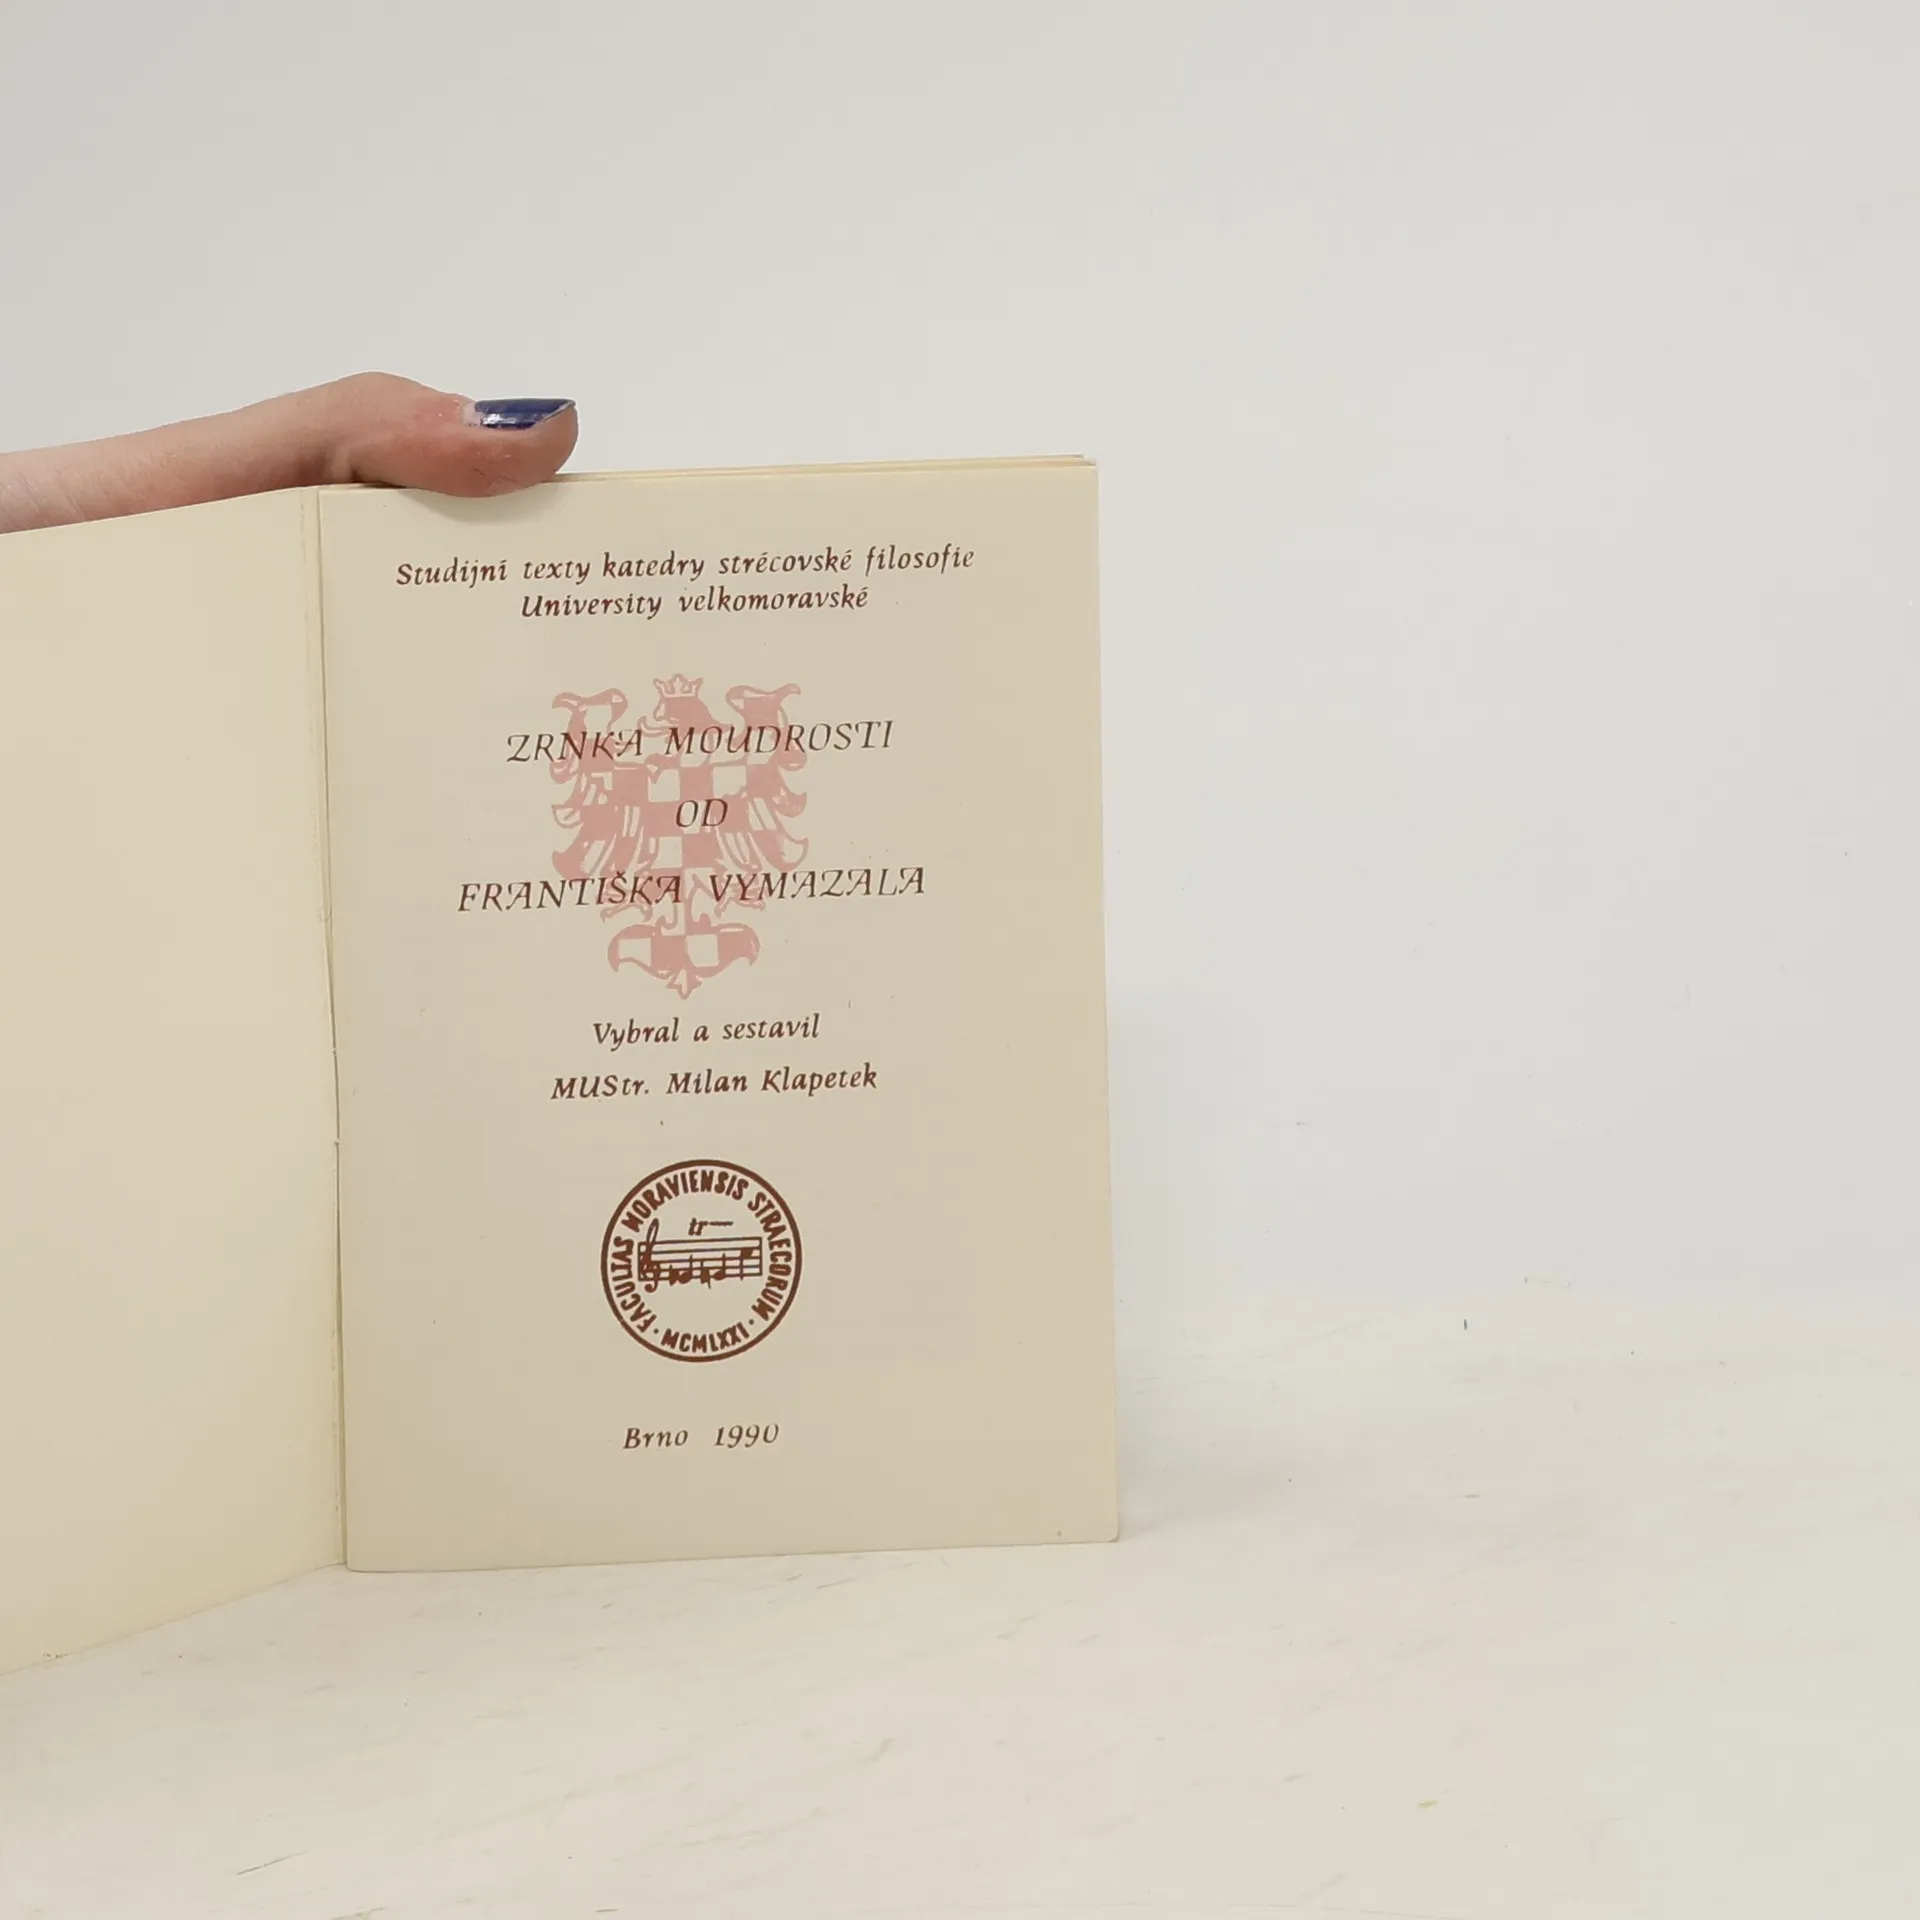 Studijní texty katedry strécovské filosofie
University velkomoravské
ZRNKA MOUDROSTI
OD
FRANTIŠKA VYMAZALA
Vybral a sestavil
MUStr. Milan Klapetek
FACULTAS MORAVIENSIS STRAECORUM · MCMLXXI ·
tr
Brno 1990